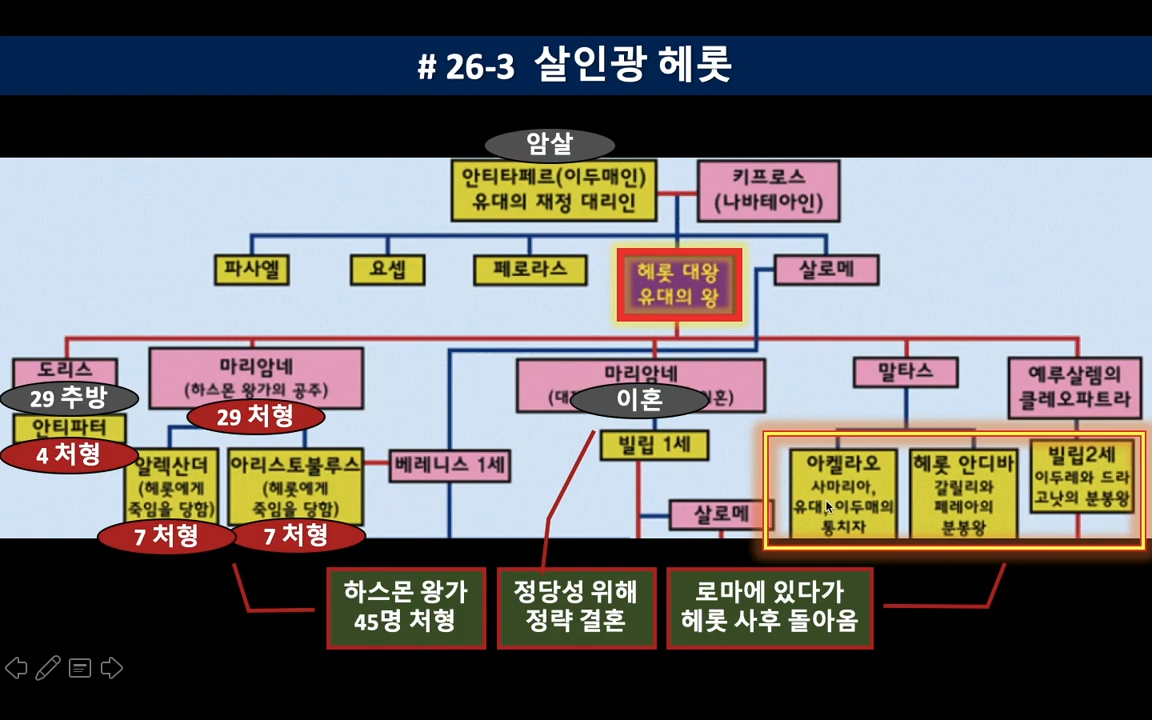 # 26-3 살인광 헤롯
암살
안티타페르(이두매인)
유대의 재정 대리인
키프로스
(나바테아인)
파사엘
요셉
페로라스
헤롯 대왕
유대의 왕
살로메
도리스
29 추방
안티파터
4 처형
마리암네
(하스몬 왕가의 공주)
29 처형
알렉산더
(헤롯에게
죽임을 당함)
7 처형
아리스토불루스
(헤롯에게
죽임을 당함)
7 처형
베레니스 1세
마리암네
이혼
빌립 1세
살로메
말타스
예루살렘의
클레오파트라
아켈라오
사마리아,
유대, 이두매의
통치자
헤롯 안디바
갈릴리와
페레아의
분봉왕
빌립2세
이두레와 드라
고낫의 분봉왕
하스몬 왕가
45명 처형
정당성 위해
정략 결혼
로마에 있다가
헤롯 사후 돌아옴